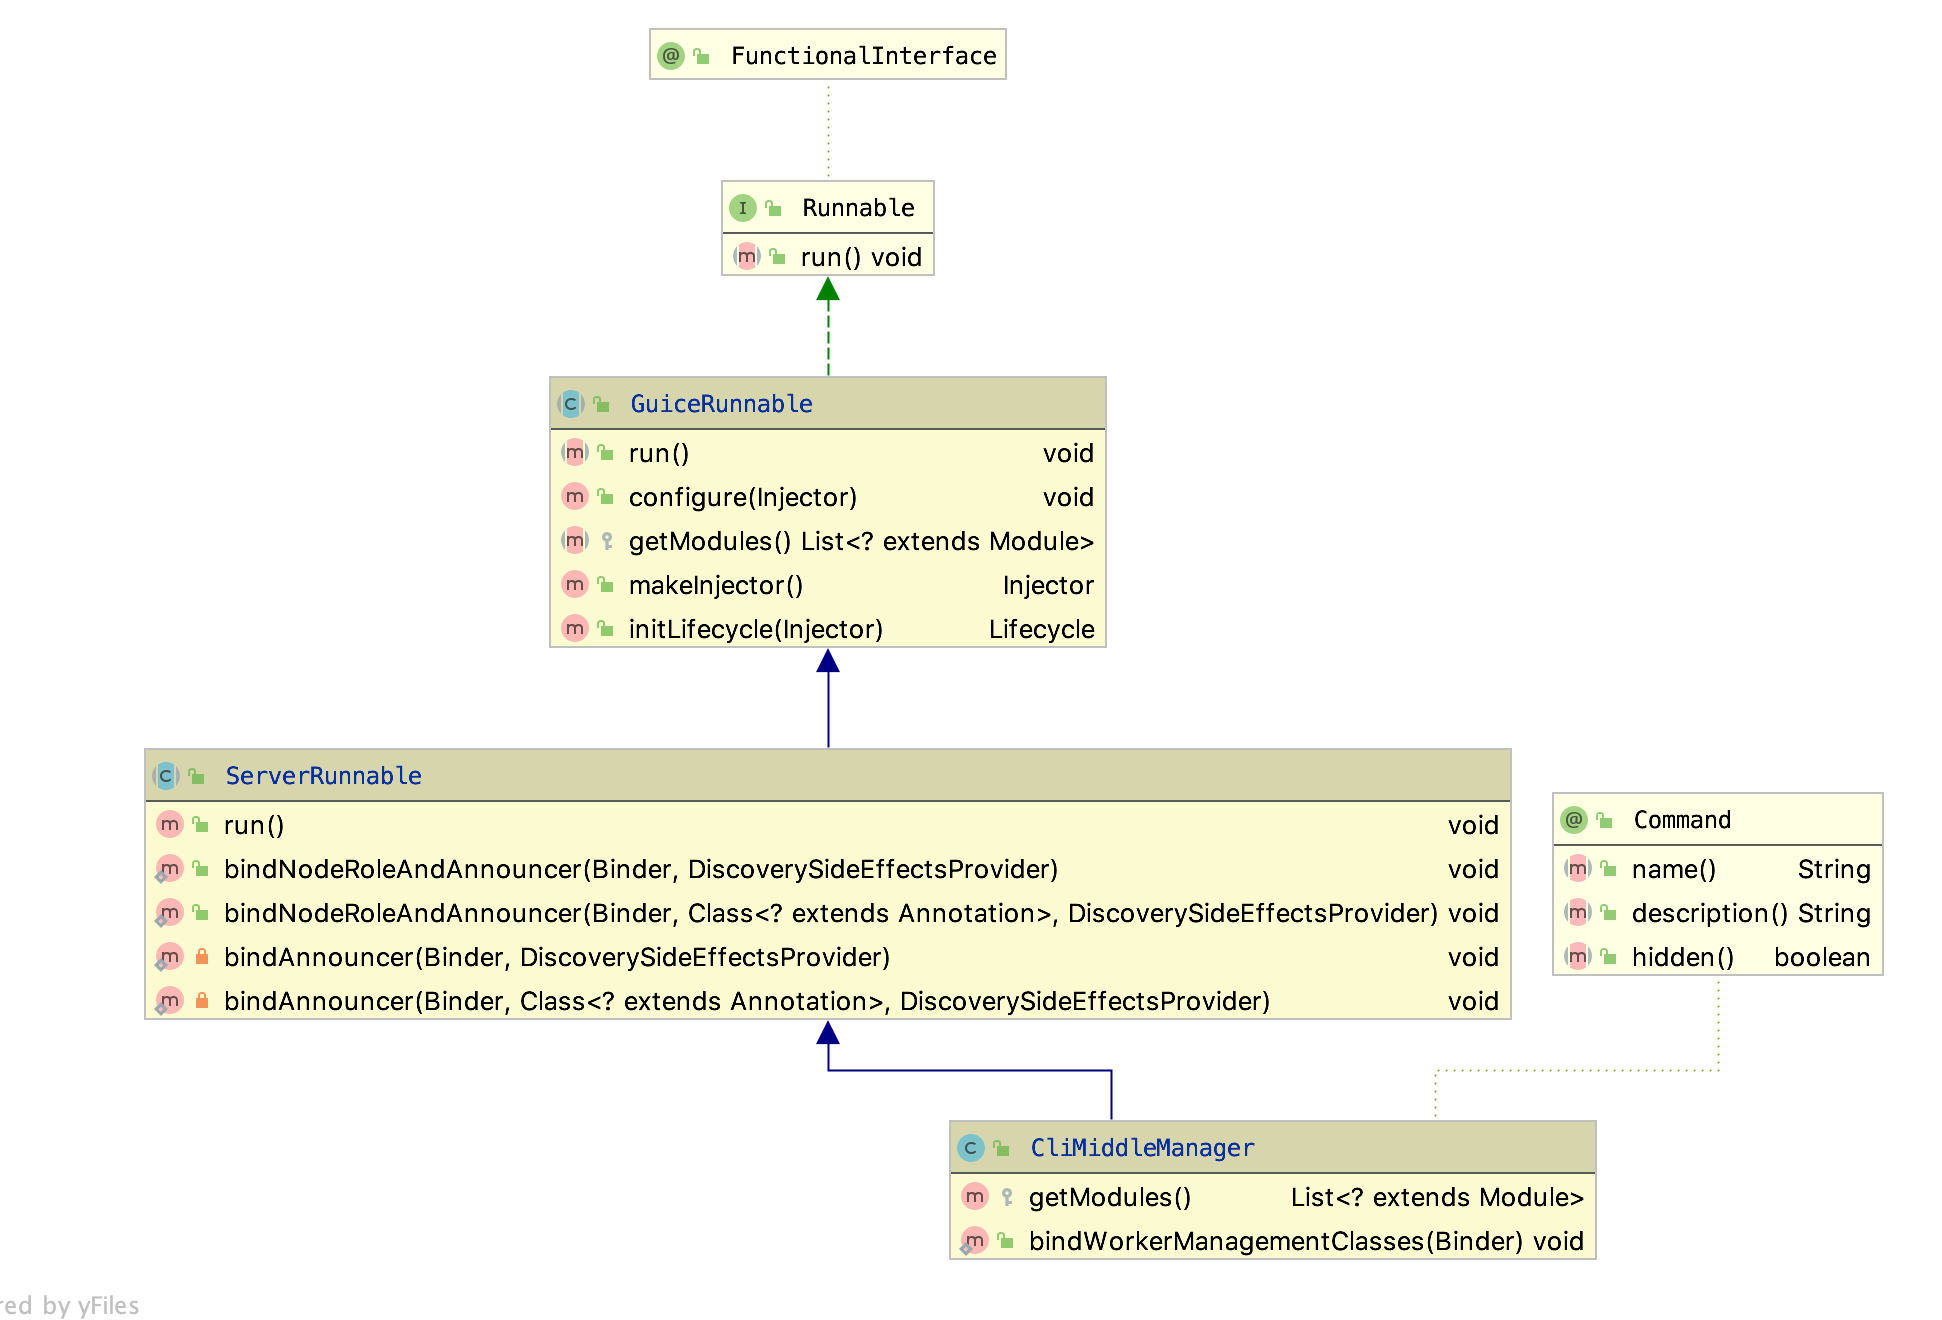 @ FunctionalInterface
I Runnable
m run() void
C GuiceRunnable
m run() void
m configure(Injector) void
m getModules() List<? extends Module>
m makeInjector() Injector
m initLifecycle(Injector) Lifecycle
C ServerRunnable
m run() void
m bindNodeRoleAndAnnouncer(Binder, DiscoverySideEffectsProvider) void
m bindNodeRoleAndAnnouncer(Binder, Class<? extends Annotation>, DiscoverySideEffectsProvider) void
m bindAnnouncer(Binder, DiscoverySideEffectsProvider) void
m bindAnnouncer(Binder, Class<? extends Annotation>, DiscoverySideEffectsProvider) void
@ Command
m name() String
m description() String
m hidden() boolean
C CliMiddleManager
m getModules() List<? extends Module>
m bindWorkerManagementClasses(Binder) void
red by yFiles